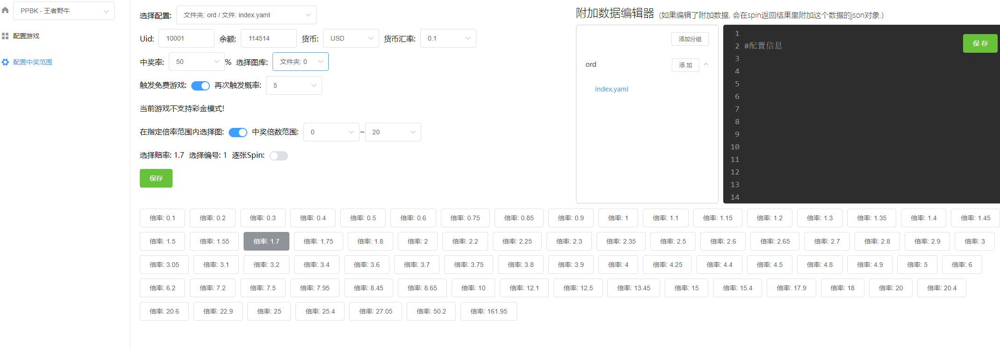 PPBK - 王者野牛
配置游戏
配置中奖范围
选择配置: 文件夹: ord / 文件: index.yaml
Uid: 10001 余额: 114514 货币: USD 货币汇率: 0.1
中奖率: 50 % 选择图库: 文件夹: 0
触发免费游戏: 再次触发概率: 5
当前游戏不支持彩金模式!
在指定倍率范围内选择图: 中奖倍数范围: 0 ~ 20
选择赔率: 1.7 选择编号: 1 逐张Spin:
保存
附加数据编辑器 (如果编辑了附加数据, 会在spin返回结果里附加这个数据的json对象.)
添加分组
ord 添 加
index.yaml
1
2 #配置信息
3
4
5
6
7
8
9
10
11
12
13
14
保 存
倍率: 0.1 倍率: 0.2 倍率: 0.3 倍率: 0.4 倍率: 0.5 倍率: 0.6 倍率: 0.75 倍率: 0.85 倍率: 0.9 倍率: 1 倍率: 1.1 倍率: 1.15 倍率: 1.2 倍率: 1.3 倍率: 1.35 倍率: 1.4 倍率: 1.45
倍率: 1.5 倍率: 1.55 倍率: 1.7 倍率: 1.75 倍率: 1.8 倍率: 2 倍率: 2.2 倍率: 2.25 倍率: 2.3 倍率: 2.35 倍率: 2.5 倍率: 2.6 倍率: 2.65 倍率: 2.7 倍率: 2.8 倍率: 2.9 倍率: 3
倍率: 3.05 倍率: 3.1 倍率: 3.2 倍率: 3.4 倍率: 3.6 倍率: 3.7 倍率: 3.75 倍率: 3.8 倍率: 3.9 倍率: 4 倍率: 4.25 倍率: 4.4 倍率: 4.5 倍率: 4.8 倍率: 4.9 倍率: 5 倍率: 6
倍率: 6.2 倍率: 7.2 倍率: 7.5 倍率: 7.95 倍率: 8.45 倍率: 8.65 倍率: 10 倍率: 12.1 倍率: 12.5 倍率: 13.45 倍率: 15 倍率: 15.4 倍率: 17.9 倍率: 18 倍率: 20 倍率: 20.4
倍率: 20.6 倍率: 22.9 倍率: 25 倍率: 25.4 倍率: 27.05 倍率: 50.2 倍率: 161.95